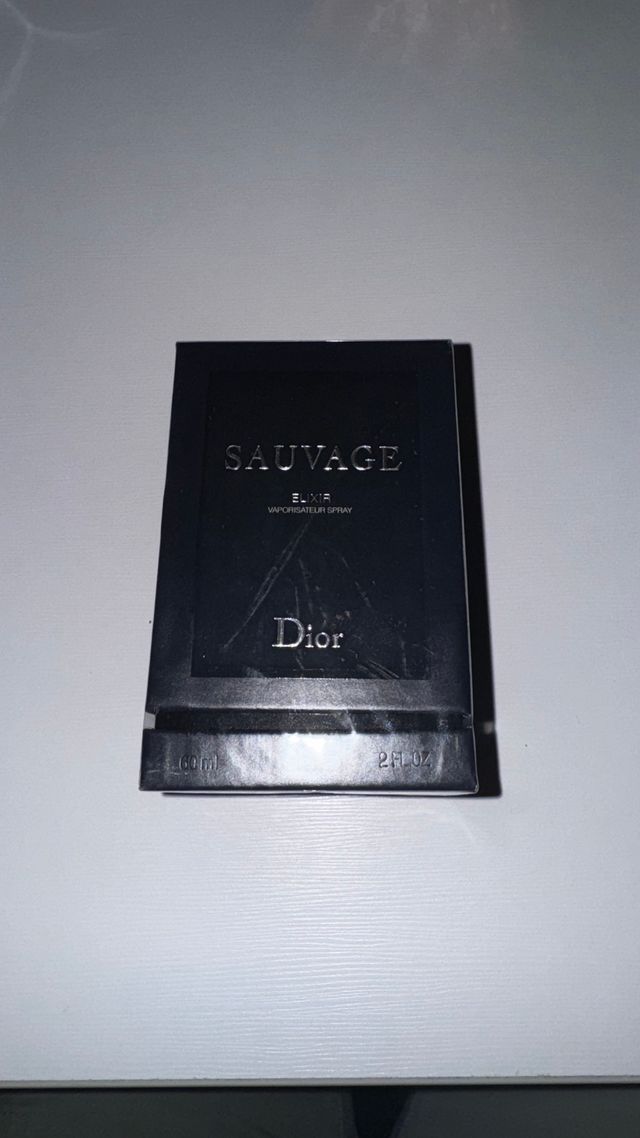 SAUVAGE
ELIXIR
VAPORISATEUR SPRAY
Dior
60 ml 2 FL.OZ